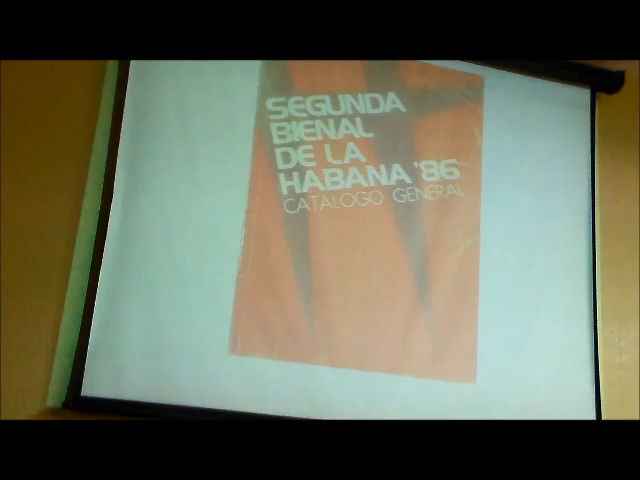 SEGUNDA
BIENAL
DE LA
HABANA '86
CATALOGO GENERAL